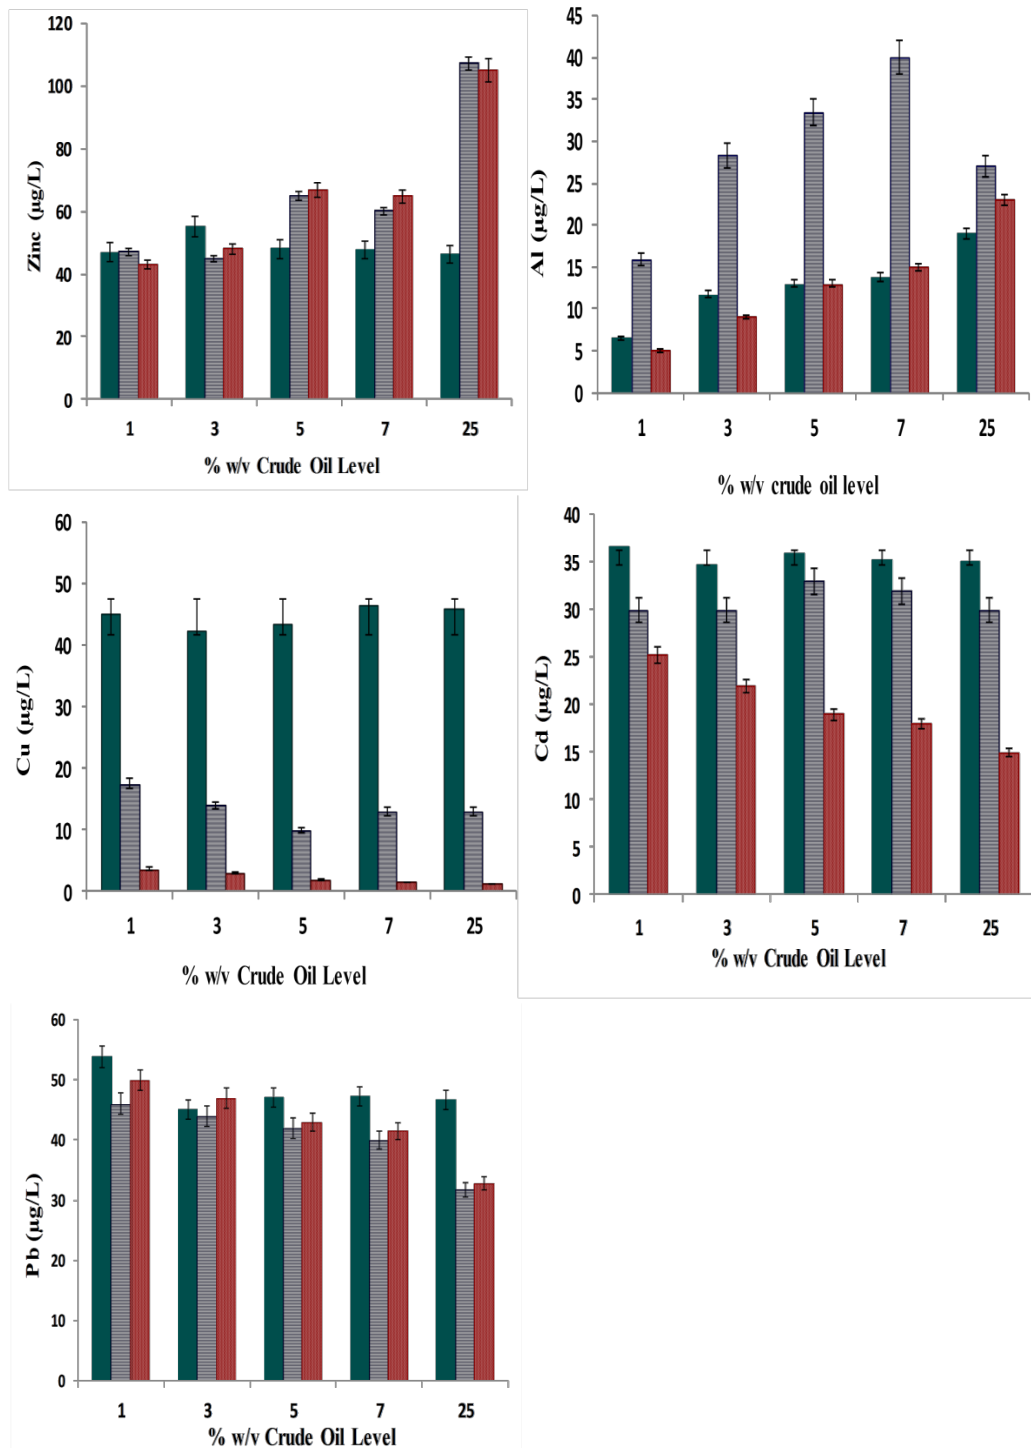 120
100
80
60
40
20
0
Zinc (µg/L)
1 3 5 7 25
% w/v Crude Oil Level
45
40
35
30
25
20
15
10
5
0
Al (µg/L)
1 3 5 7 25
% w/v crude oil level
60
50
40
30
20
10
0
Cu (µg/L)
1 3 5 7 25
% w/v Crude Oil Level
40
35
30
25
20
15
10
5
0
Cd (µg/L)
1 3 5 7 25
% w/v Crude Oil Level
60
50
40
30
20
10
0
Pb (µg/L)
1 3 5 7 25
% w/v Crude Oil Level